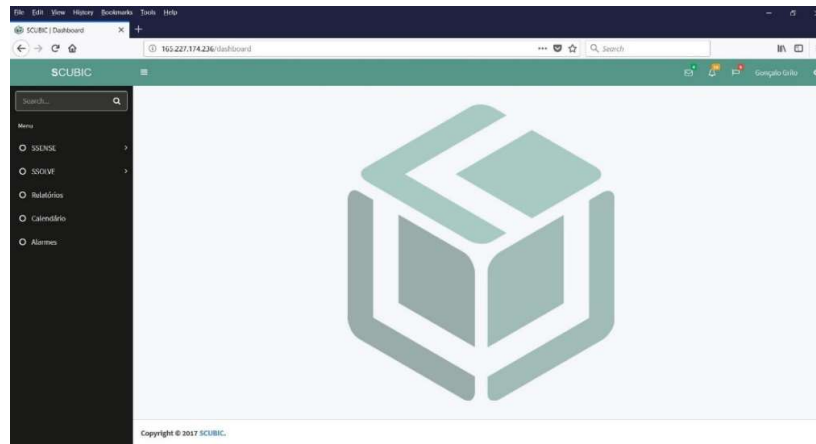 File Edit View History Bookmarks Tools Help
SCUBIC | Dashboard
165.227.174.236/dashboard
Search
SCUBIC
Gonçalo Grilo
Search...
Menu
SSENSE
SSOLVE
Relatórios
Calendário
Alarmes
Copyright © 2017 SCUBIC.